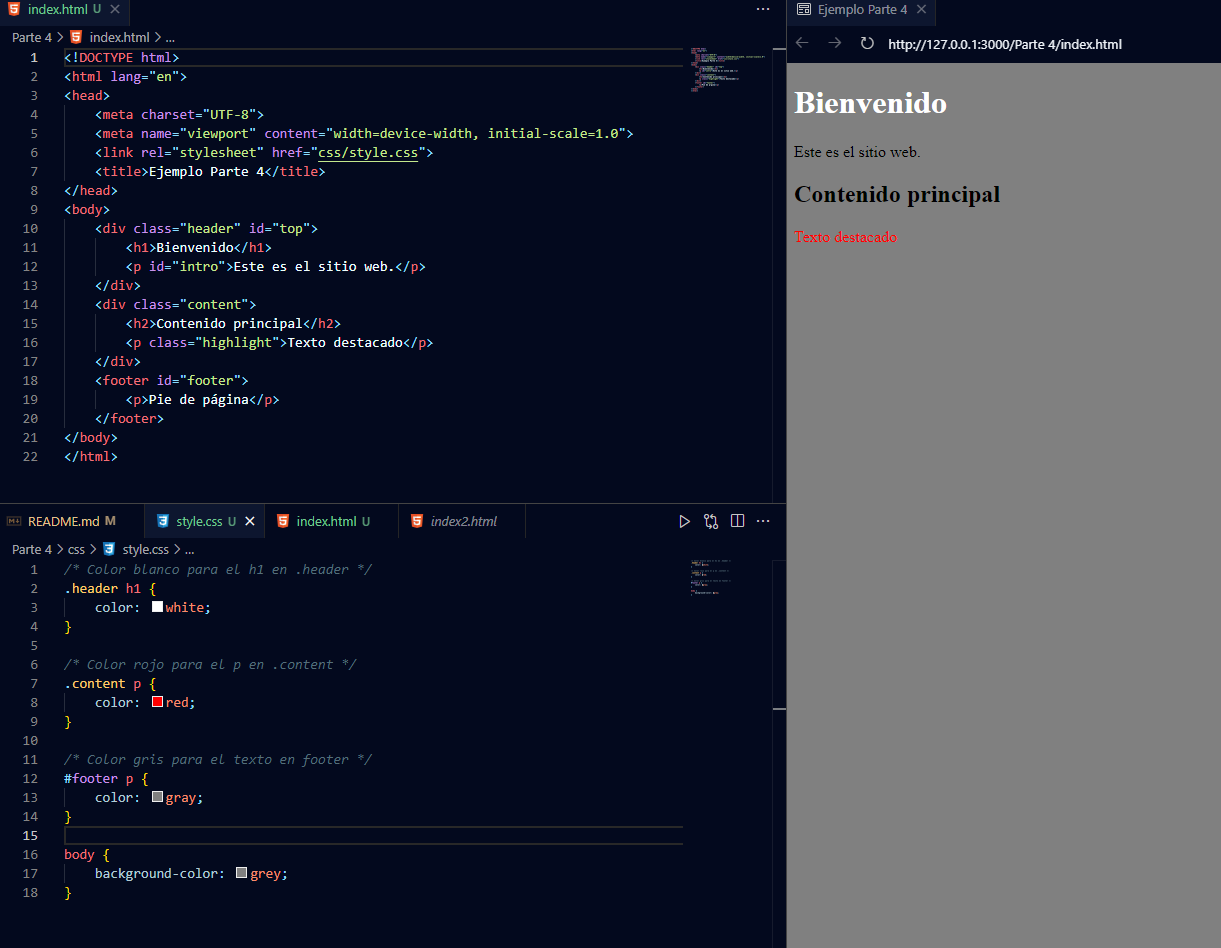 index.html U
Parte 4 > index.html > ...
1 <!DOCTYPE html>
2 <html lang="en">
3 <head>
4 <meta charset="UTF-8">
5 <meta name="viewport" content="width=device-width, initial-scale=1.0">
6 <link rel="stylesheet" href="css/style.css">
7 <title>Ejemplo Parte 4</title>
8 </head>
9 <body>
10 <div class="header" id="top">
11 <h1>Bienvenido</h1>
12 <p id="intro">Este es el sitio web.</p>
13 </div>
14 <div class="content">
15 <h2>Contenido principal</h2>
16 <p class="highlight">Texto destacado</p>
17 </div>
18 <footer id="footer">
19 <p>Pie de página</p>
20 </footer>
21 </body>
22 </html>
README.md M style.css U index.html U index2.html
Parte 4 > css > style.css > ...
1 /* Color blanco para el h1 en .header */
2 .header h1 {
3 color: white;
4 }
5
6 /* Color rojo para el p en .content */
7 .content p {
8 color: red;
9 }
10
11 /* Color gris para el texto en footer */
12 #footer p {
13 color: gray;
14 }
15
16 body {
17 background-color: grey;
18 }
Ejemplo Parte 4
http://127.0.0.1:3000/Parte 4/index.html
Bienvenido
Este es el sitio web.
Contenido principal
Texto destacado